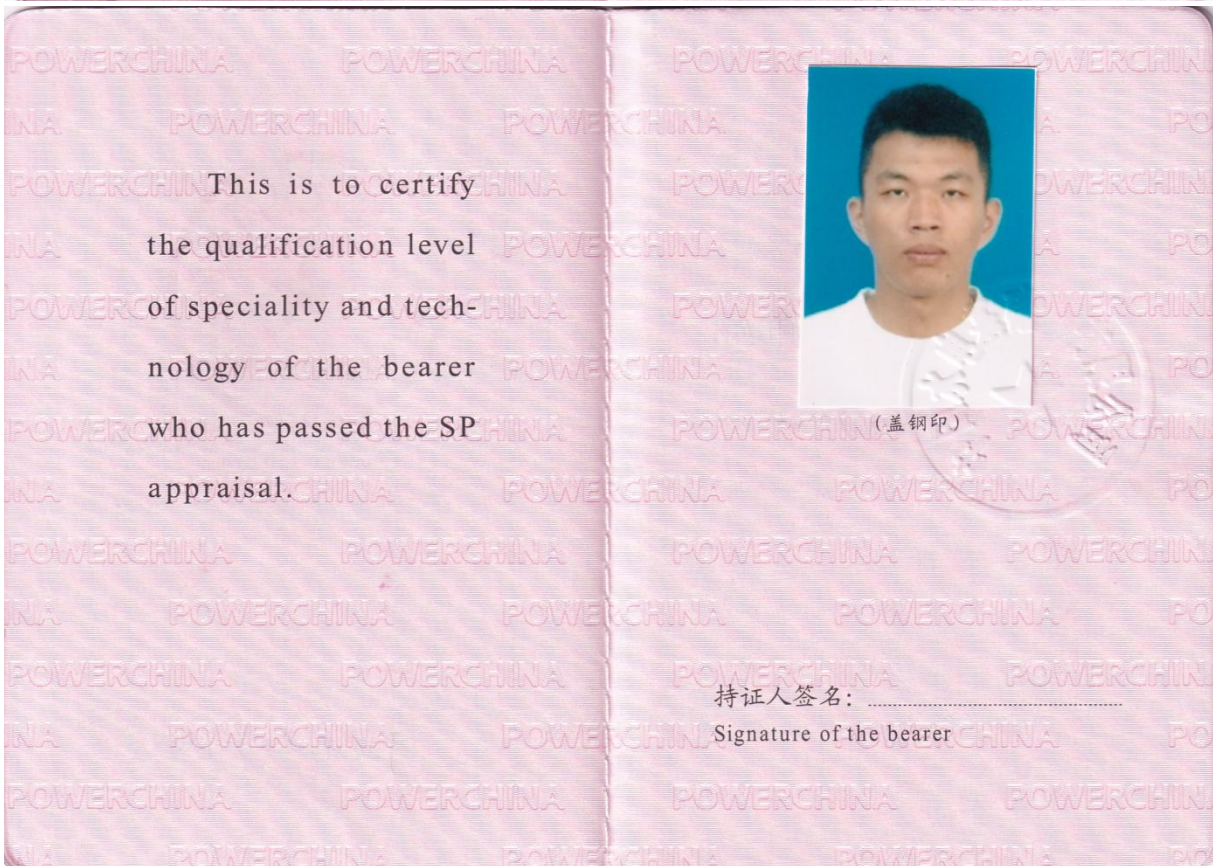 This is to certify
the qualification level
of speciality and tech-
nology of the bearer
who has passed the SP
appraisal.
(盖钢印)
持证人签名:
Signature of the bearer
POWERCHINA